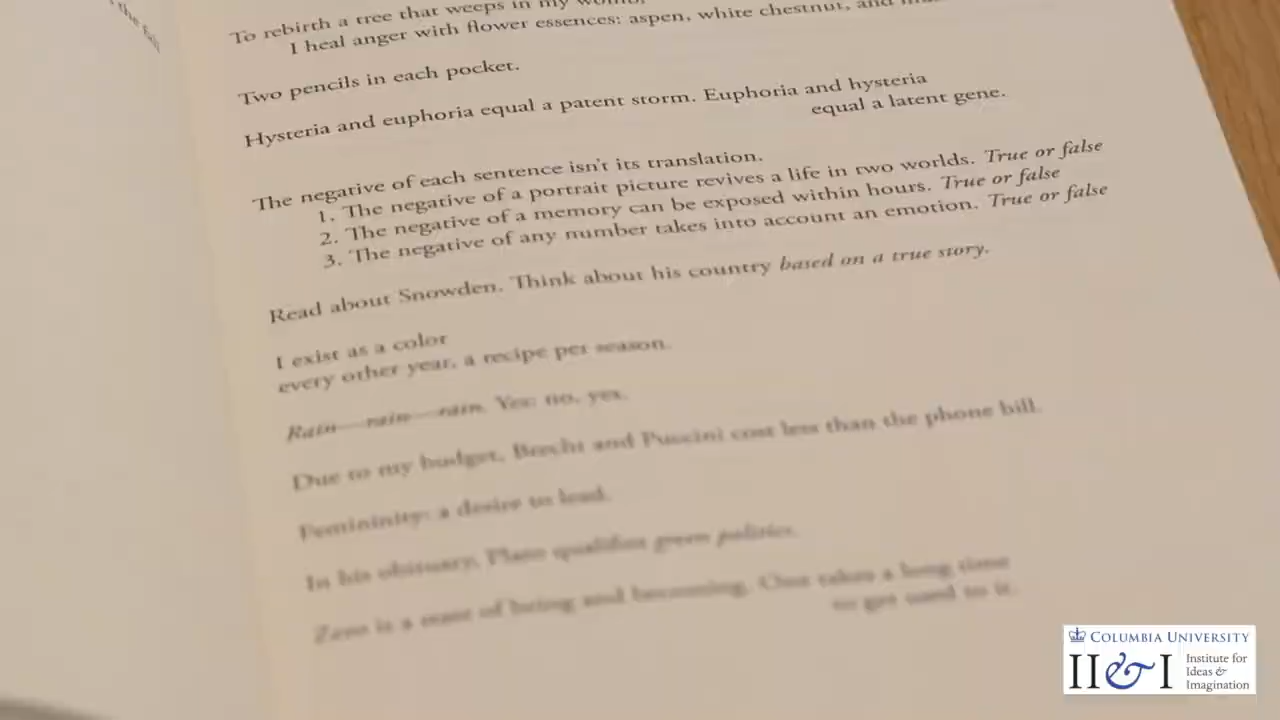 the fall
To rebirth a tree that weeps in my womb,
I heal anger with flower essences: aspen, white chestnut, and
Two pencils in each pocket.
Hysteria and euphoria equal a patent storm. Euphoria and hysteria
equal a latent gene.
The negative of each sentence isn't its translation.
1. The negative of a portrait picture revives a life in two worlds. True or false
2. The negative of a memory can be exposed within hours. True or false
3. The negative of any number takes into account an emotion. True or false
Read about Snowden. Think about his country based on a true story.
I exist as a color
every other year, a recipe per season.
Rain—rain—rain. Yes: no, yes.
Due to my budget, Brecht and Puccini cost less than the phone bill.
Femininity: a desire to lead.
In his obituary, Plato qualifies green politics.
Zero is a state of being and becoming. One takes a long time
to get used to it.
COLUMBIA UNIVERSITY
II&I
Institute for
Ideas &
Imagination